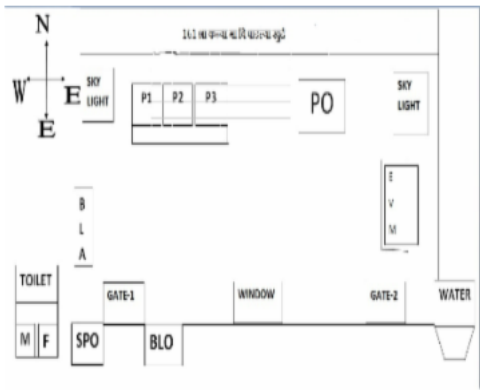 N
W
E
E
SKY
LIGHT
P1
P2
P3
PO
SKY
LIGHT
E
V
M
B
L
A
TOILET
M
F
GATE-1
WINDOW
GATE-2
WATER
SPO
BLO